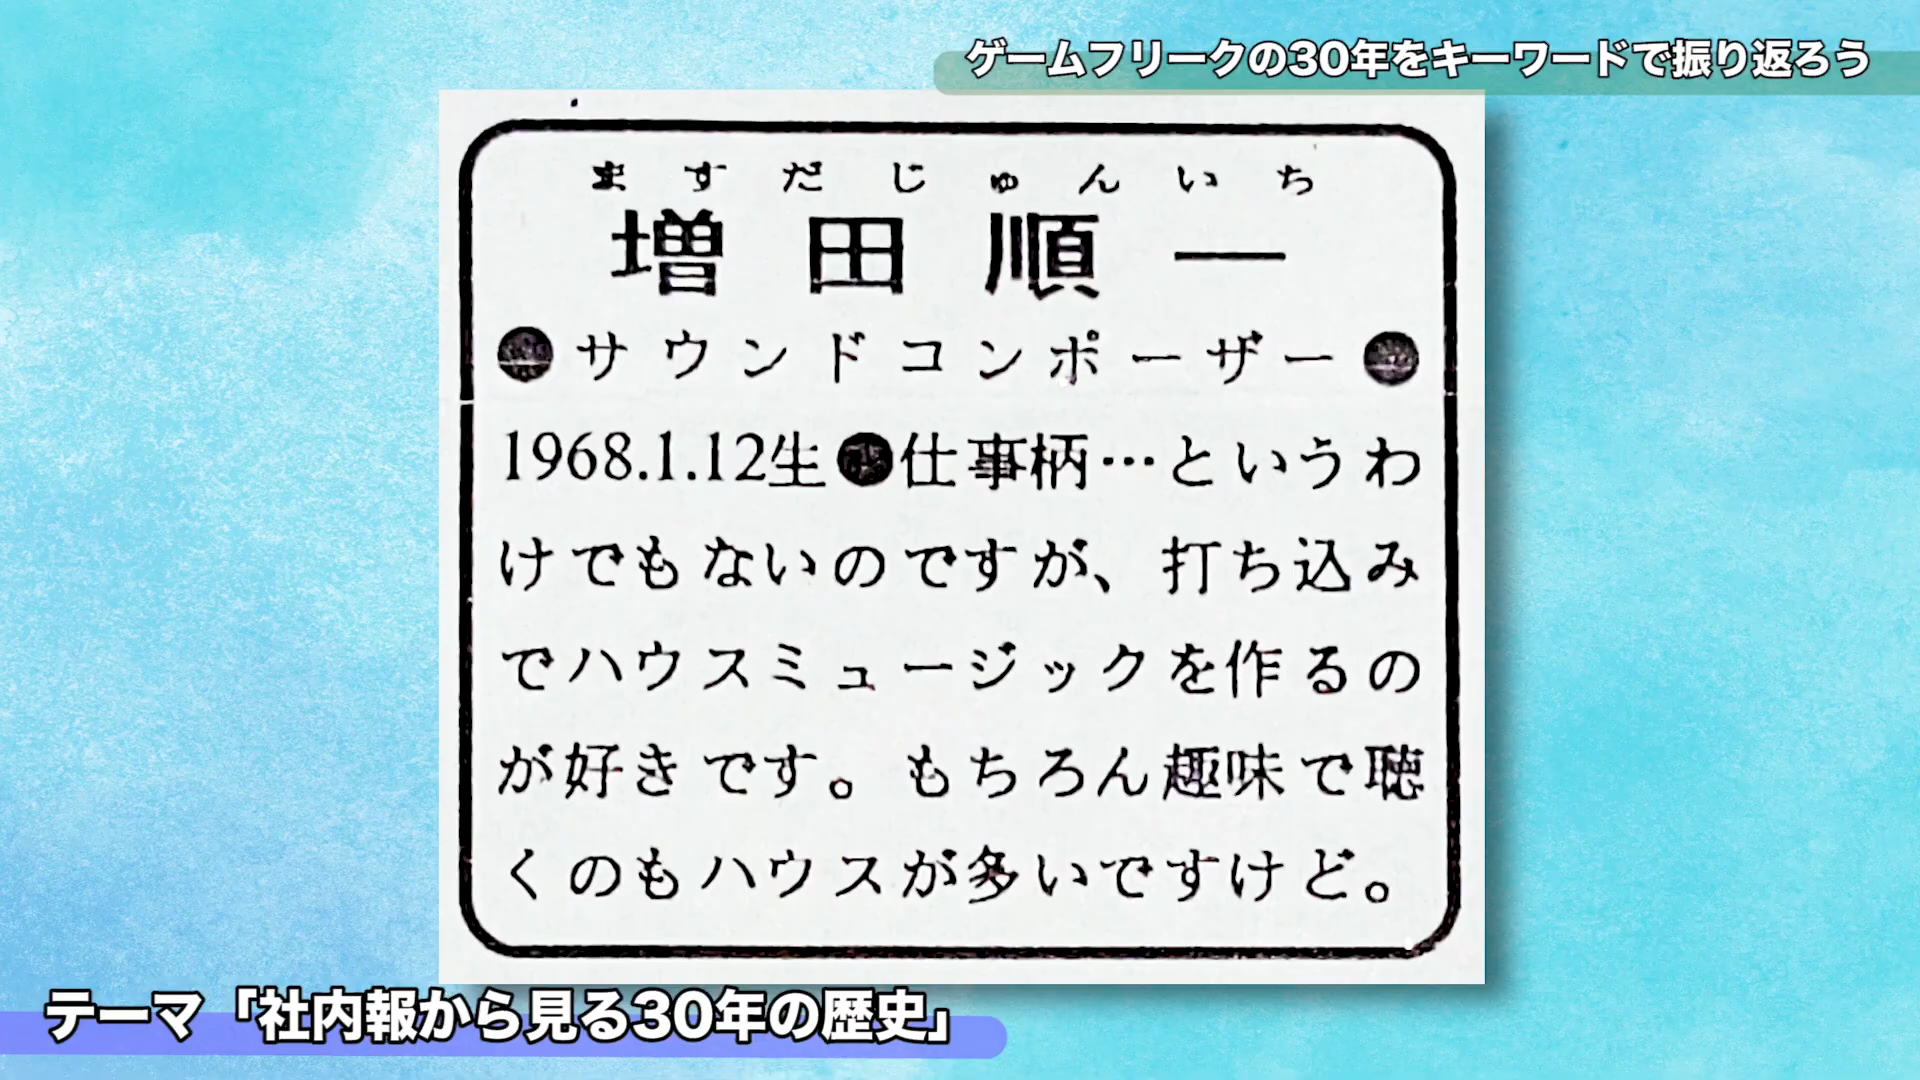 ゲームフリークの30年をキーワードで振り返ろう
ますだじゅんいち
増田順一
●サウンドコンポーザー●
1968.1.12生●仕事柄…というわ
けでもないのですが、打ち込み
でハウスミュージックを作るの
が好きです。もちろん趣味で聴
くのもハウスが多いですけど。
テーマ「社内報から見る30年の歴史」